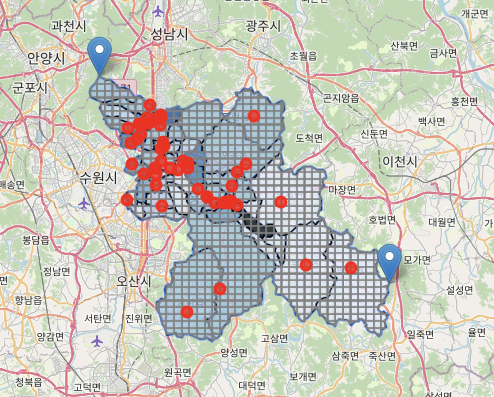 과천시
성남시
광주시
개군면
안양시
산북면
금사면
초월읍
군포시
곤지암읍
흥천면
백사면
신둔면
도척면
이천시
수원시
마장면
매송면
호법면
대월면
봉담읍
모가면
정남면
오산시
설성면
향남읍
서탄면
진위면
일죽면
양감면
고삼면
양성면
삼죽면
죽산면
원곡면
보개면
청북읍
고덕면
대덕면